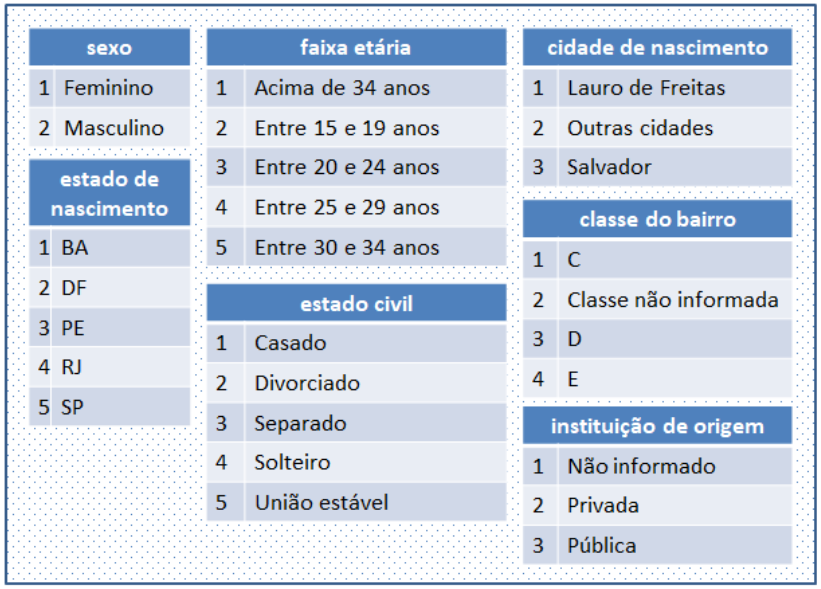 sexo
1 Feminino
2 Masculino
estado de
nascimento
1 BA
2 DF
3 PE
4 RJ
5 SP
faixa etária
1 Acima de 34 anos
2 Entre 15 e 19 anos
3 Entre 20 e 24 anos
4 Entre 25 e 29 anos
5 Entre 30 e 34 anos
estado civil
1 Casado
2 Divorciado
3 Separado
4 Solteiro
5 União estável
cidade de nascimento
1 Lauro de Freitas
2 Outras cidades
3 Salvador
classe do bairro
1 C
2 Classe não informada
3 D
4 E
instituição de origem
1 Não informado
2 Privada
3 Pública